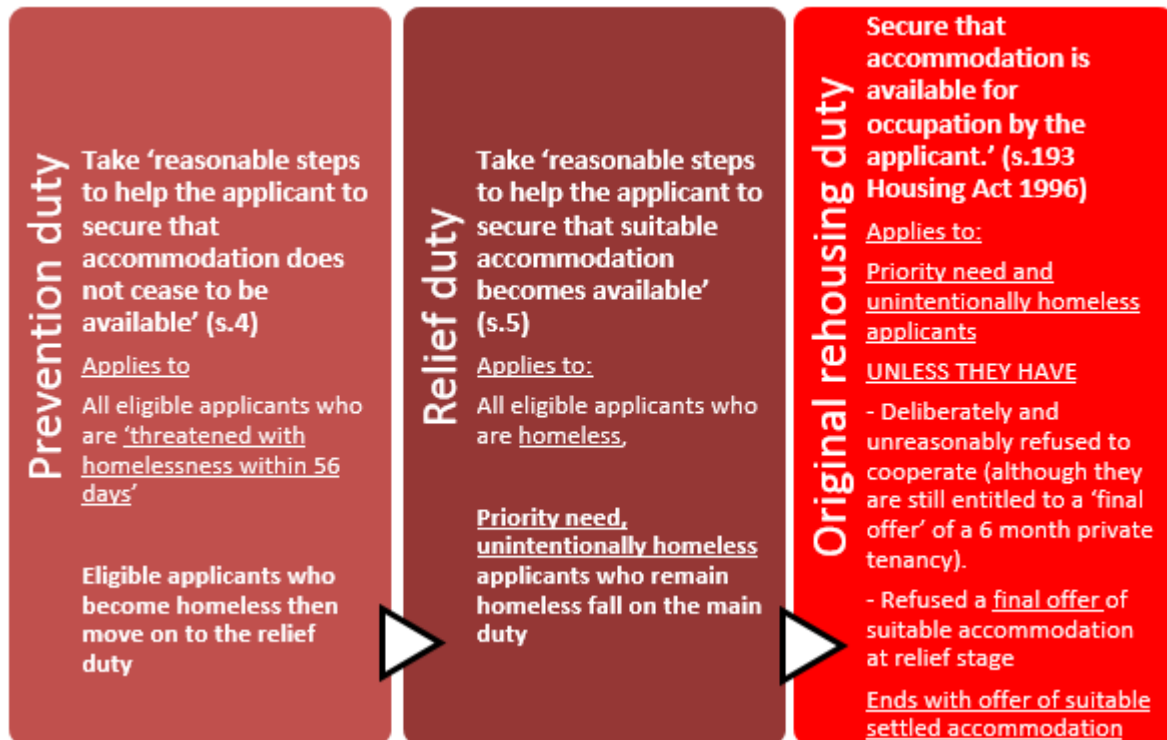 Prevention duty
Take ‘reasonable steps
to help the applicant to
secure that
accommodation does
not cease to be
available’ (s.4)
Applies to
All eligible applicants who
are ‘threatened with
homelessness within 56
days’
Eligible applicants who
become homeless then
move on to the relief
duty
Relief duty
Take ‘reasonable steps
to help the applicant to
secure that suitable
accommodation
becomes available’
(s.5)
Applies to:
All eligible applicants who
are homeless,
Priority need,
unintentionally homeless
applicants who remain
homeless fall on the main
duty
Original rehousing duty
Secure that
accommodation is
available for
occupation by the
applicant.’ (s.193
Housing Act 1996)
Applies to:
Priority need and
unintentionally homeless
applicants
UNLESS THEY HAVE
- Deliberately and
unreasonably refused to
cooperate (although they
are still entitled to a ‘final
offer’ of a 6 month private
tenancy).
- Refused a final offer of
suitable accommodation
at relief stage
Ends with offer of suitable
settled accommodation